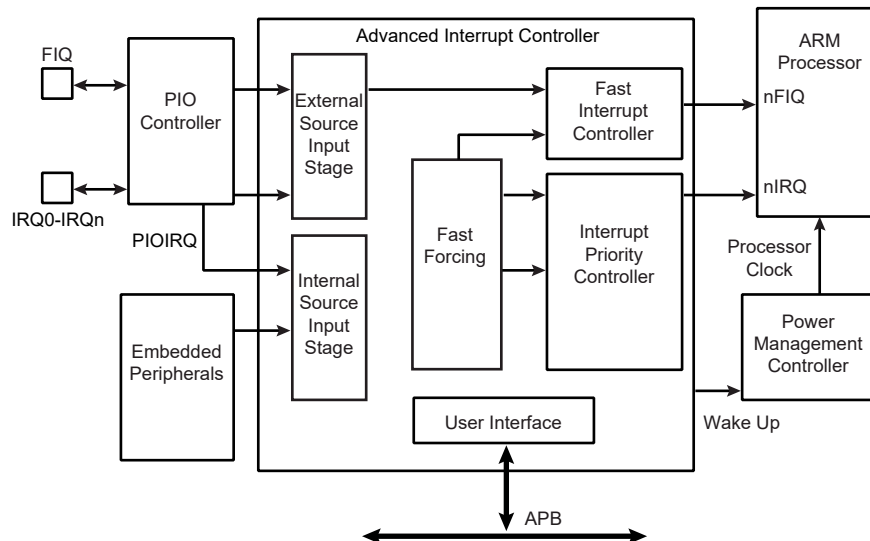 Advanced Interrupt Controller
FIQ
PIO
Controller
IRQ0-IRQn
PIOIRQ
External
Source
Input
Stage
Internal
Source
Input
Stage
Embedded
Peripherals
Fast
Forcing
Fast
Interrupt
Controller
Interrupt
Priority
Controller
ARM
Processor
nFIQ
nIRQ
Processor
Clock
Power
Management
Controller
Wake Up
User Interface
APB